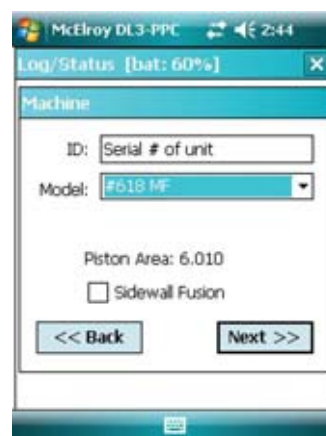 McElroy DL3-PPC 2:44
Log/Status [bat: 60%]
Machine
ID: Serial # of unit
Model: #618 MF
Piston Area: 6.010
Sidewall Fusion
<< Back Next >>